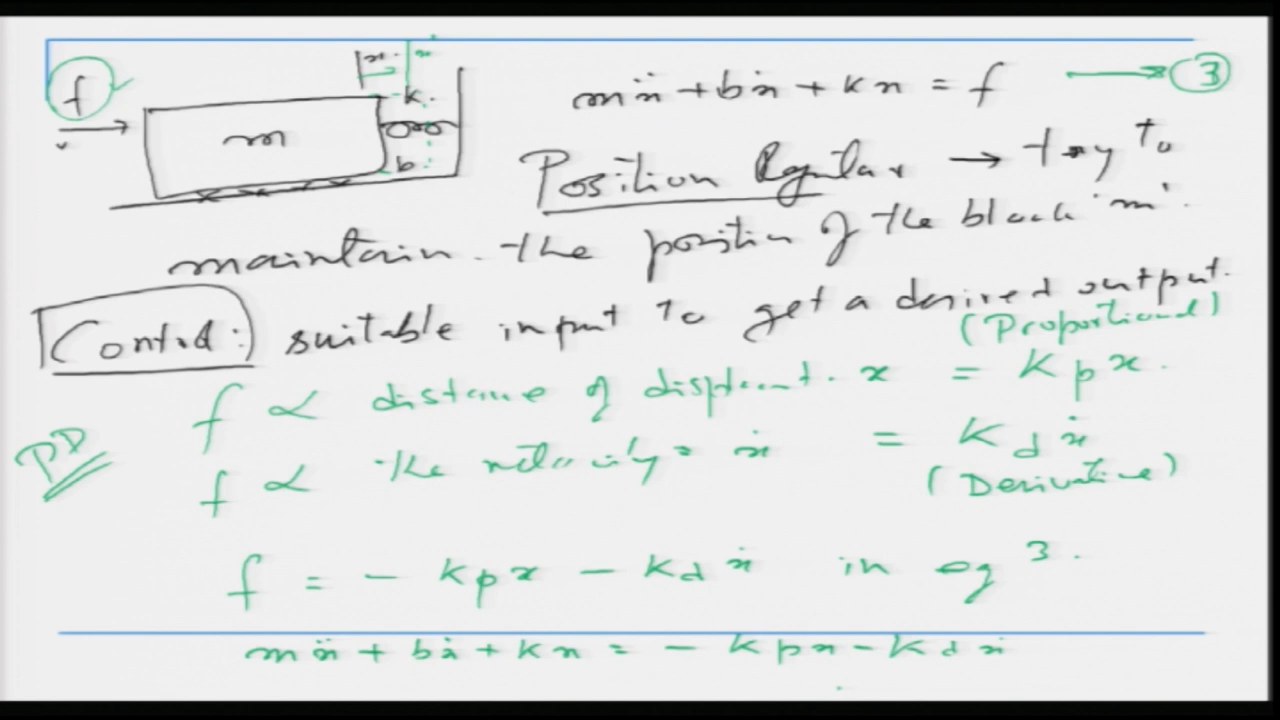 f
x
x
k
m
b
mẍ + bẋ + kx = f → 3
Position Regular → try to
maintain the position of the block 'm'.
Control: suitable input to get a desired output.
(Proportional)
f ∝ distance of displacemt. x = Kp x.
PD
f ∝ the velocity = ẋ = Kd ẋ
(Derivative)
f = - Kp x - Kd ẋ in eq 3.
mẍ + bẋ + kx = - Kp x - Kd ẋ